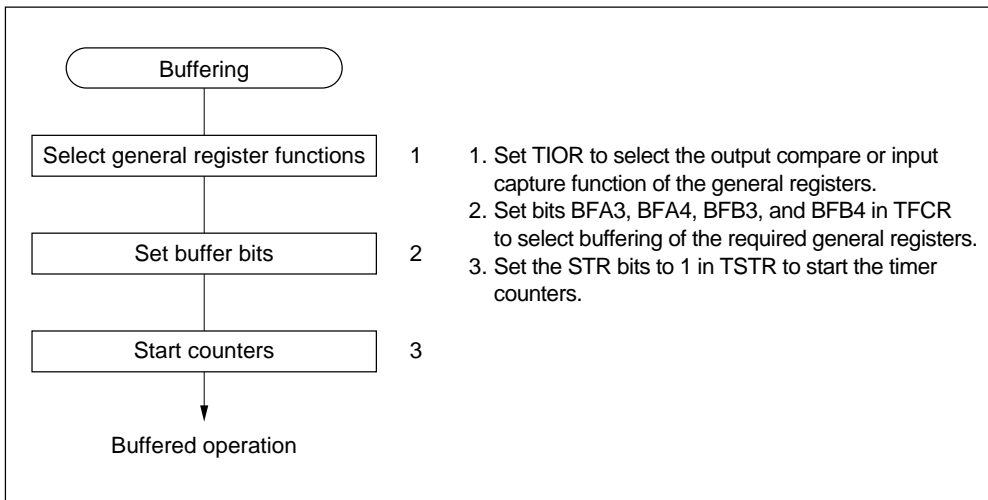 Buffering
Select general register functions 1
Set buffer bits 2
Start counters 3
Buffered operation
1. Set TIOR to select the output compare or input
capture function of the general registers.
2. Set bits BFA3, BFA4, BFB3, and BFB4 in TFCR
to select buffering of the required general registers.
3. Set the STR bits to 1 in TSTR to start the timer
counters.